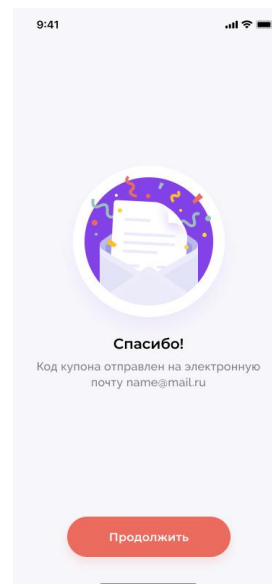 9:41
Спасибо!
Код купона отправлен на электронную
почту name@mail.ru
Продолжить